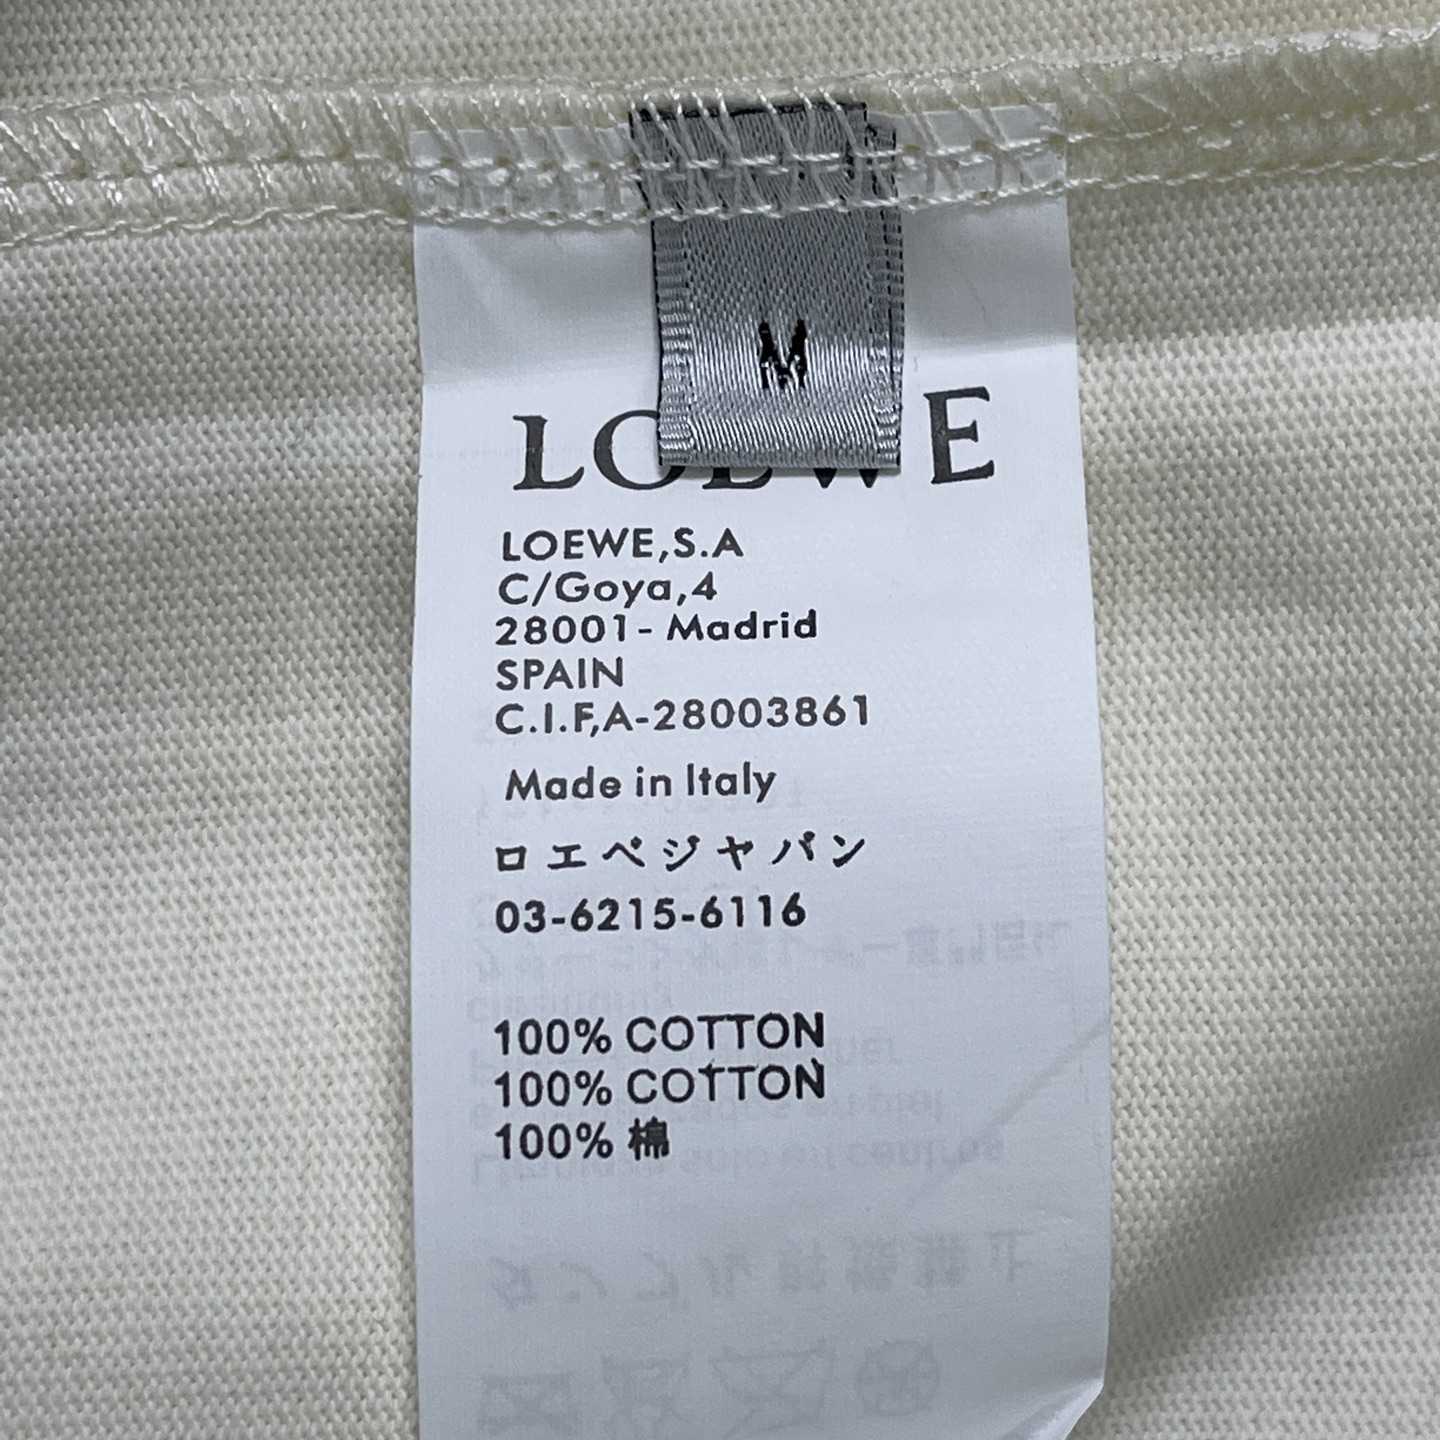 M
LOEWE
LOEWE,S.A
C/Goya,4
28001- Madrid
SPAIN
C.I.F,A-28003861
Made in Italy
ロエベジャパン
03-6215-6116
100% COTTON
100% COTTON
100% 棉